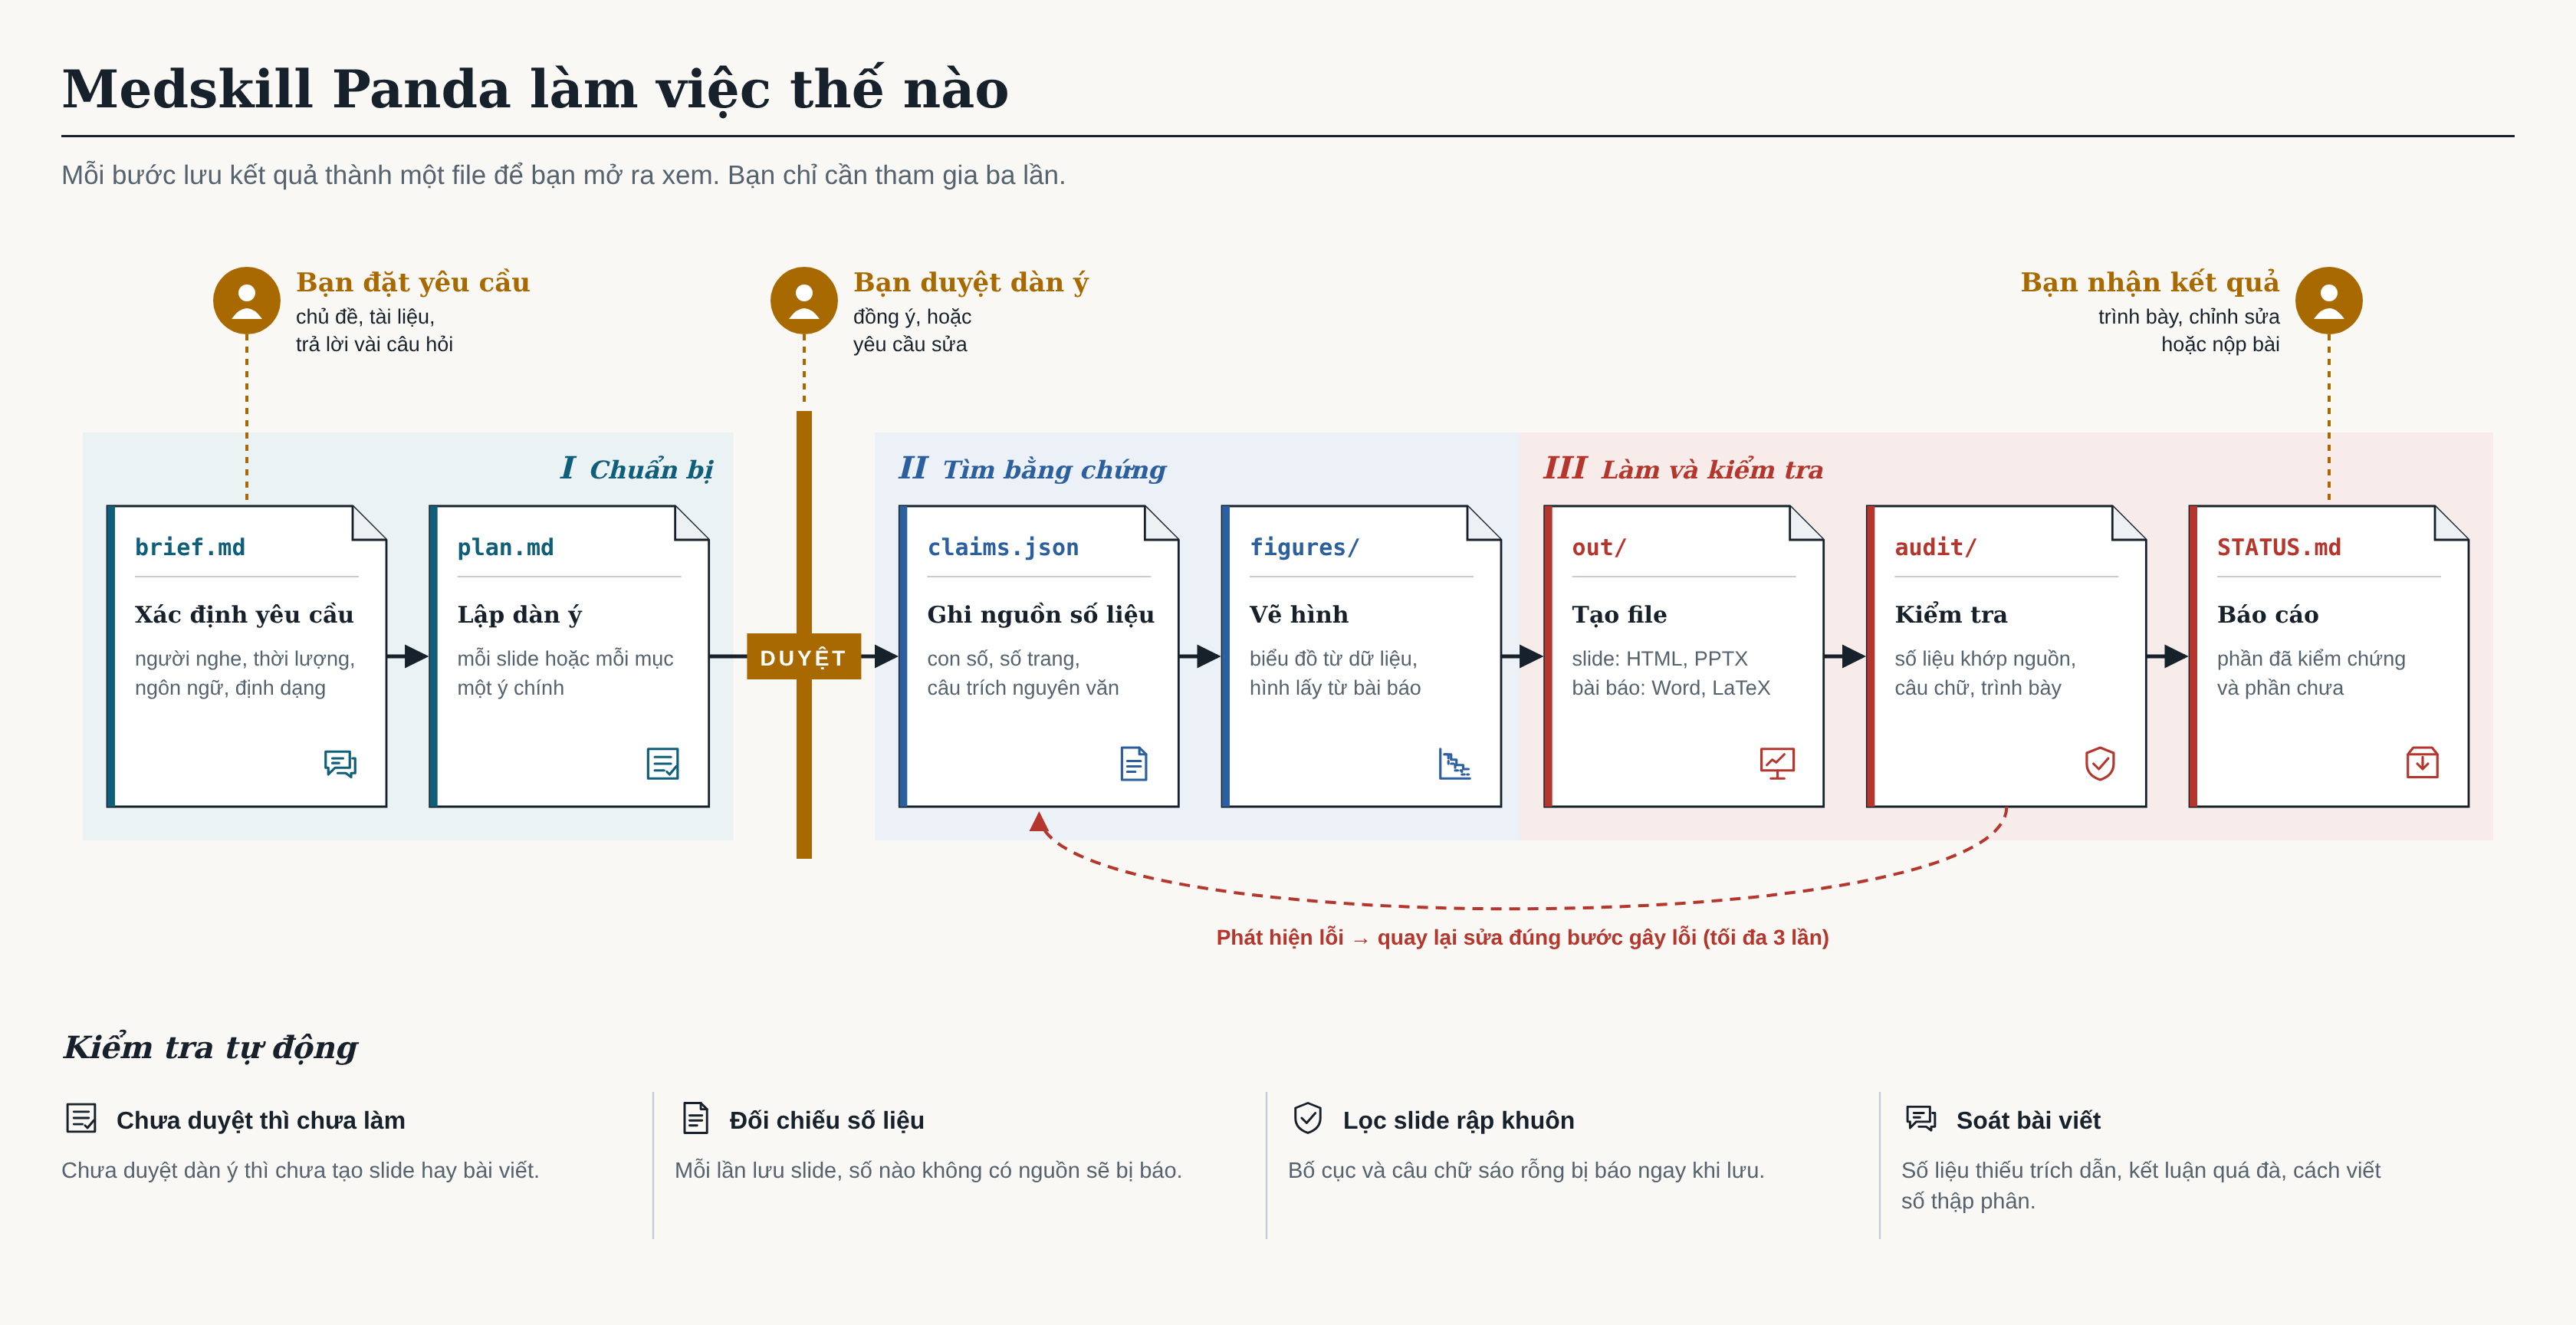 Medskill Panda làm việc thế nào
Mỗi bước lưu kết quả thành một file để bạn mở ra xem. Bạn chỉ cần tham gia ba lần.
Bạn đặt yêu cầu
chủ đề, tài liệu,
trả lời vài câu hỏi
Bạn duyệt dàn ý
đồng ý, hoặc
yêu cầu sửa
Bạn nhận kết quả
trình bày, chỉnh sửa
hoặc nộp bài
I Chuẩn bị
brief.md
Xác định yêu cầu
người nghe, thời lượng,
ngôn ngữ, định dạng
plan.md
Lập dàn ý
mỗi slide hoặc mỗi mục
một ý chính
DUYỆT
II Tìm bằng chứng
claims.json
Ghi nguồn số liệu
con số, số trang,
câu trích nguyên văn
figures/
Vẽ hình
biểu đồ từ dữ liệu,
hình lấy từ bài báo
III Làm và kiểm tra
out/
Tạo file
slide: HTML, PPTX
bài báo: Word, LaTeX
audit/
Kiểm tra
số liệu khớp nguồn,
câu chữ, trình bày
STATUS.md
Báo cáo
phần đã kiểm chứng
và phần chưa
Phát hiện lỗi → quay lại sửa đúng bước gây lỗi (tối đa 3 lần)
Kiểm tra tự động
Chưa duyệt thì chưa làm
Chưa duyệt dàn ý thì chưa tạo slide hay bài viết.
Đối chiếu số liệu
Mỗi lần lưu slide, số nào không có nguồn sẽ bị báo.
Lọc slide rập khuôn
Bố cục và câu chữ sáo rỗng bị báo ngay khi lưu.
Soát bài viết
Số liệu thiếu trích dẫn, kết luận quá đà, cách viết
số thập phân.